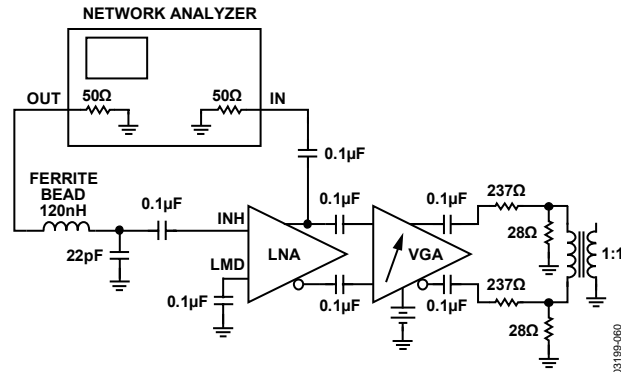 NETWORK ANALYZER
OUT
50Ω
50Ω
IN
0.1µF
FERRITE
BEAD
120nH
0.1µF
22pF
INH
LMD
LNA
0.1µF
0.1µF
0.1µF
VGA
0.1µF
0.1µF
237Ω
28Ω
1:1
237Ω
28Ω
03199-060